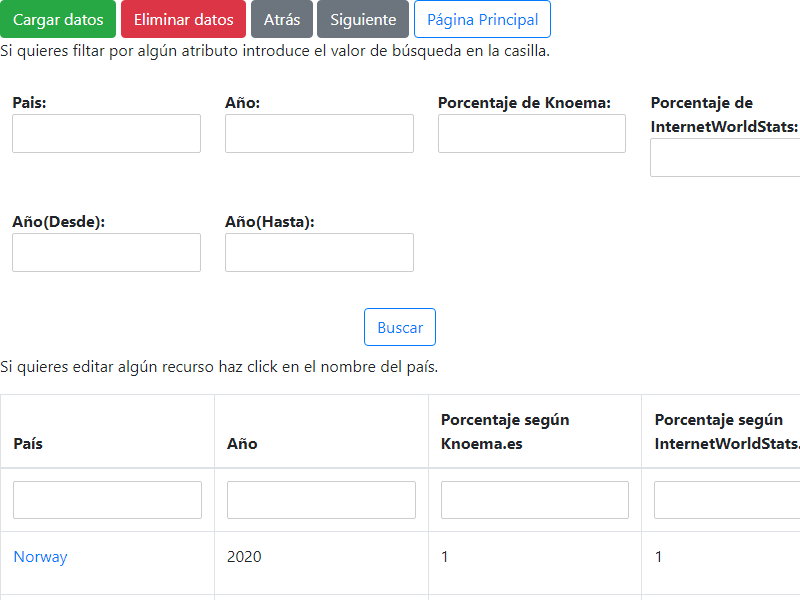 Cargar datos Eliminar datos Atrás Siguiente Página Principal
Si quieres filtar por algún atributo introduce el valor de búsqueda en la casilla.
Pais: Año: Porcentaje de Knoema: Porcentaje de
InternetWorldStats:
Año(Desde): Año(Hasta):
Buscar
Si quieres editar algún recurso haz click en el nombre del país.
País Año Porcentaje según
Knoema.es Porcentaje según
InternetWorldStats.
Norway 2020 1 1